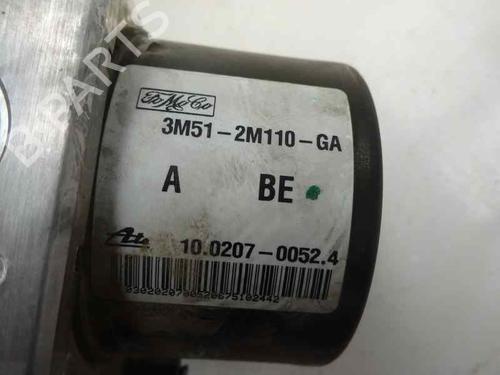 FoMoCo
3M51-2M110-GA
A BE
Ate 10.0207-0052.4
B-PARTS